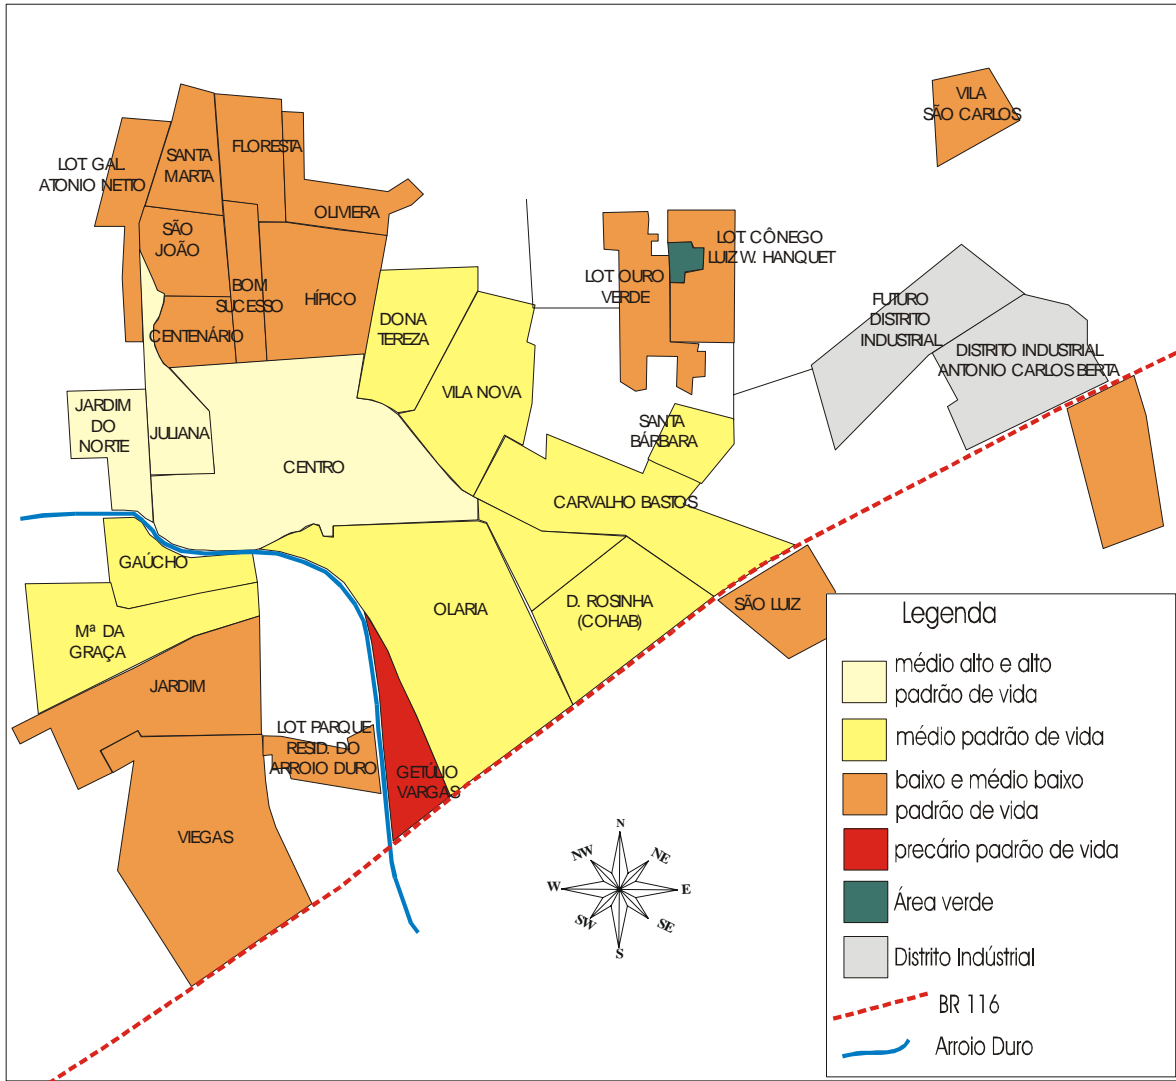 VILA
SÃO CARLOS
FLORESTA
SANTA
MARTA
LOT. GAL.
ATONIO NETTO
OLIVIERA
SÃO
JOÃO
LOT. CÔNEGO
LUIZ W. HANQUET
LOT. OURO
VERDE
BOM
SUCESSO
HÍPICO
FUTURO
DISTRITO
INDUSTRIAL
DONA
TEREZA
CENTENÁRIO
DISTRITO INDUSTRIAL
ANTONIO CARLOS BERTA
VILA NOVA
JARDIM
DO
NORTE
JULIANA
SANTA
BÁRBARA
CENTRO
CARVALHO BASTOS
GAÚCHO
OLARIA
D. ROSINHA
(COHAB)
SÃO LUIZ
Mª DA
GRAÇA
JARDIM
LOT. PARQUE
RESID. DO
ARROIO DURO
GETÚLIO
VARGAS
VIEGAS
N
NW
NE
W
E
SW
SE
S
Legenda
médio alto e alto
padrão de vida
médio padrão de vida
baixo e médio baixo
padrão de vida
precário padrão de vida
Área verde
Distrito Indústrial
BR 116
Arroio Duro